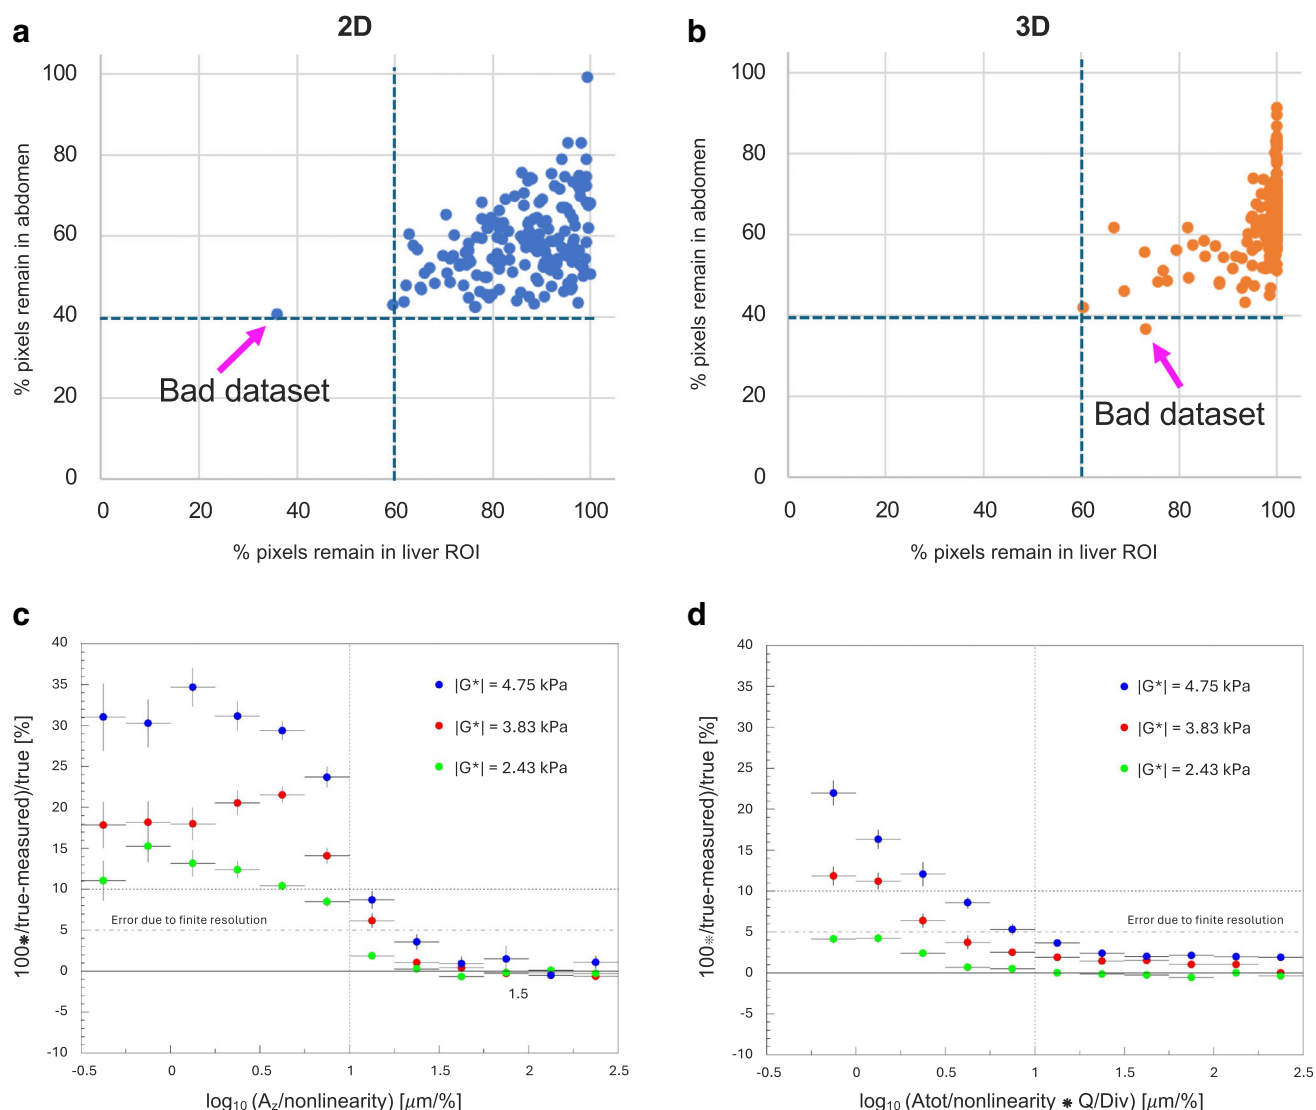 a
2D
% pixels remain in abdomen
100
80
60
40
20
0
Bad dataset
0 20 40 60 80 100
% pixels remain in liver ROI
b
3D
% pixels remain in abdomen
100
80
60
40
20
0
Bad dataset
0 20 40 60 80 100
% pixels remain in liver ROI
c
100*/true-measured)/true [%]
40
35
30
25
20
15
10
5
0
-5
-10
|G*| = 4.75 kPa
|G*| = 3.83 kPa
|G*| = 2.43 kPa
Error due to finite resolution
1.5
-0.5 0 0.5 1 1.5 2 2.5
log₁₀ (A_z/nonlinearity) [μm/%]
d
100*/true-measured)/true [%]
40
35
30
25
20
15
10
5
0
-5
-10
|G*| = 4.75 kPa
|G*| = 3.83 kPa
|G*| = 2.43 kPa
Error due to finite resolution
-0.5 0 0.5 1 1.5 2 2.5
log₁₀ (Atot/nonlinearity * Q/Div) [μm/%]